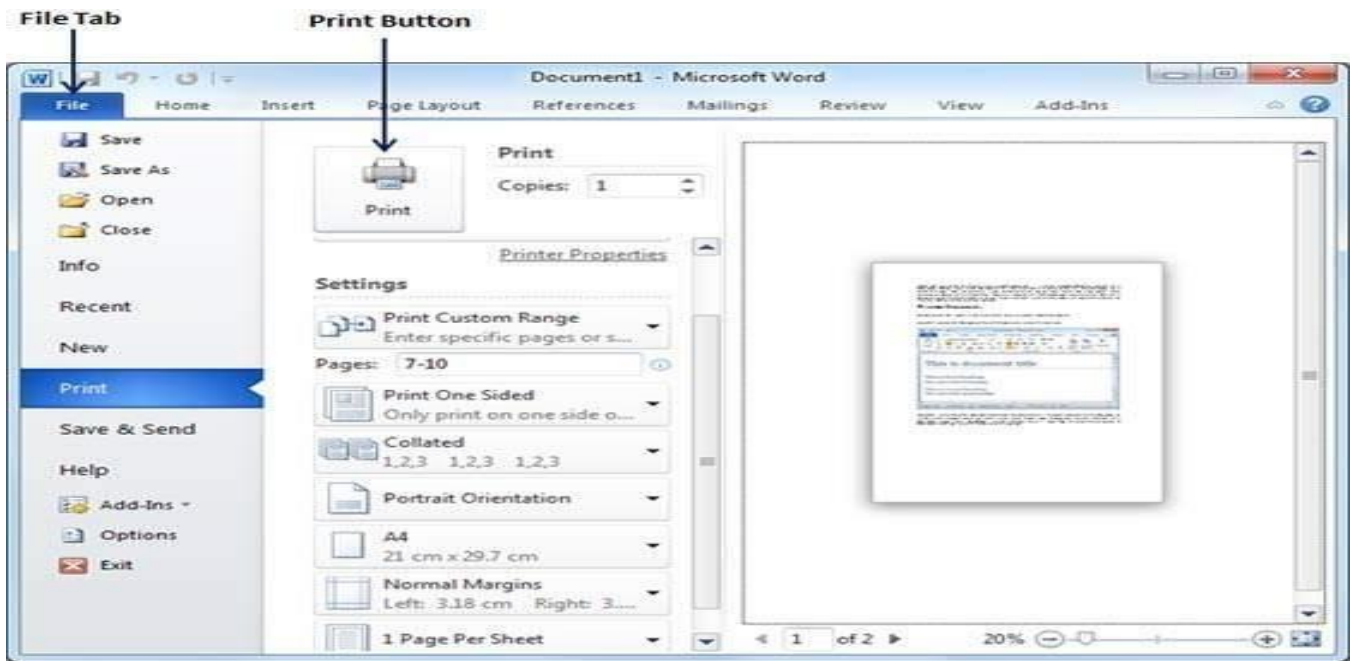 File Tab
Print Button
W
Document1 - Microsoft Word
File Home Insert Page Layout References Mailings Review View Add-Ins
Save
Save As
Open
Close
Info
Recent
New
Print
Save & Send
Help
Add-Ins
Options
Exit
Print
Print
Copies: 1
Printer Properties
Settings
Print Custom Range
Enter specific pages or s...
Pages: 7-10
Print One Sided
Only print on one side o...
Collated
1,2,3 1,2,3 1,2,3
Portrait Orientation
A4
21 cm x 29.7 cm
Normal Margins
Left: 3.18 cm Right: 3....
1 Page Per Sheet
This is document title
1 of 2
20%